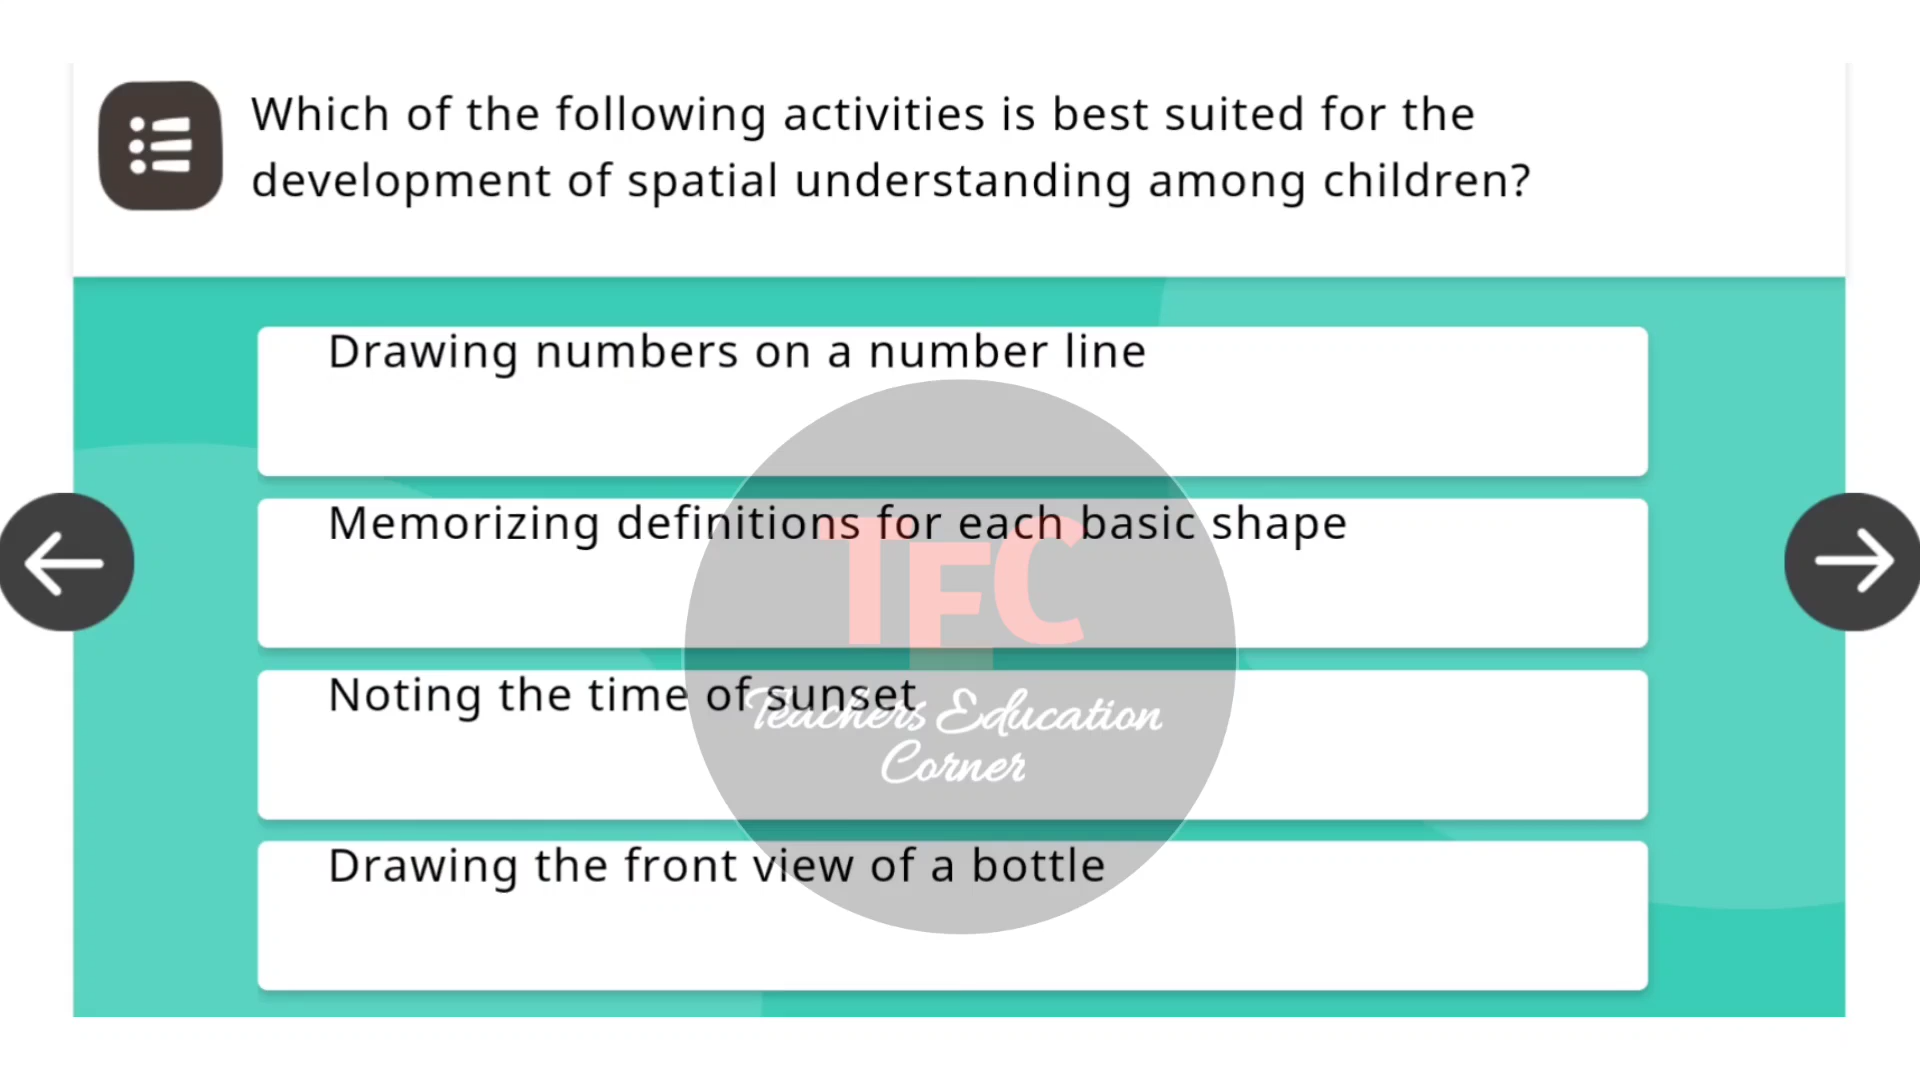 Which of the following activities is best suited for the
development of spatial understanding among children?
Drawing numbers on a number line
Memorizing definitions for each basic shape
TEC
Noting the time of sunset
Teachers Education
Corner
Drawing the front view of a bottle